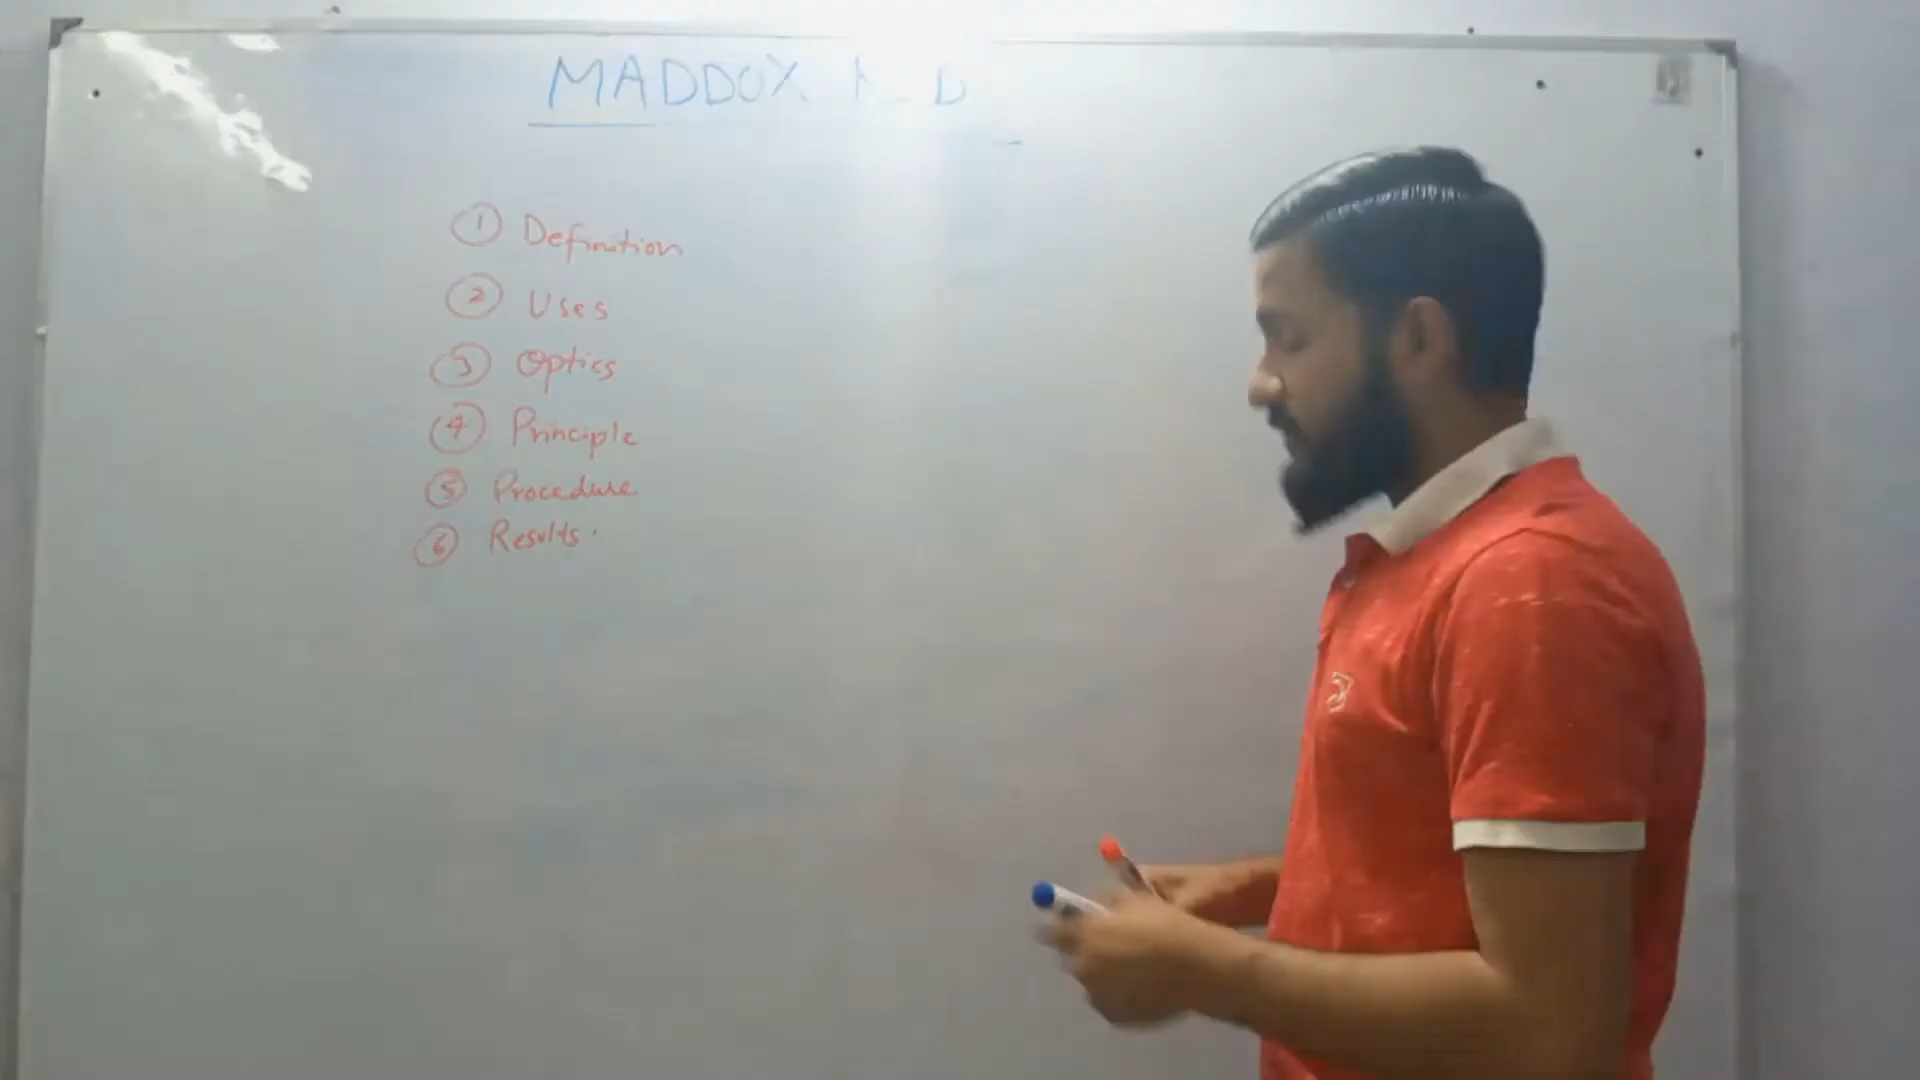 MADDOX
① Definition
② Uses
③ Optics
④ Principle
⑤ Procedure
⑥ Results.